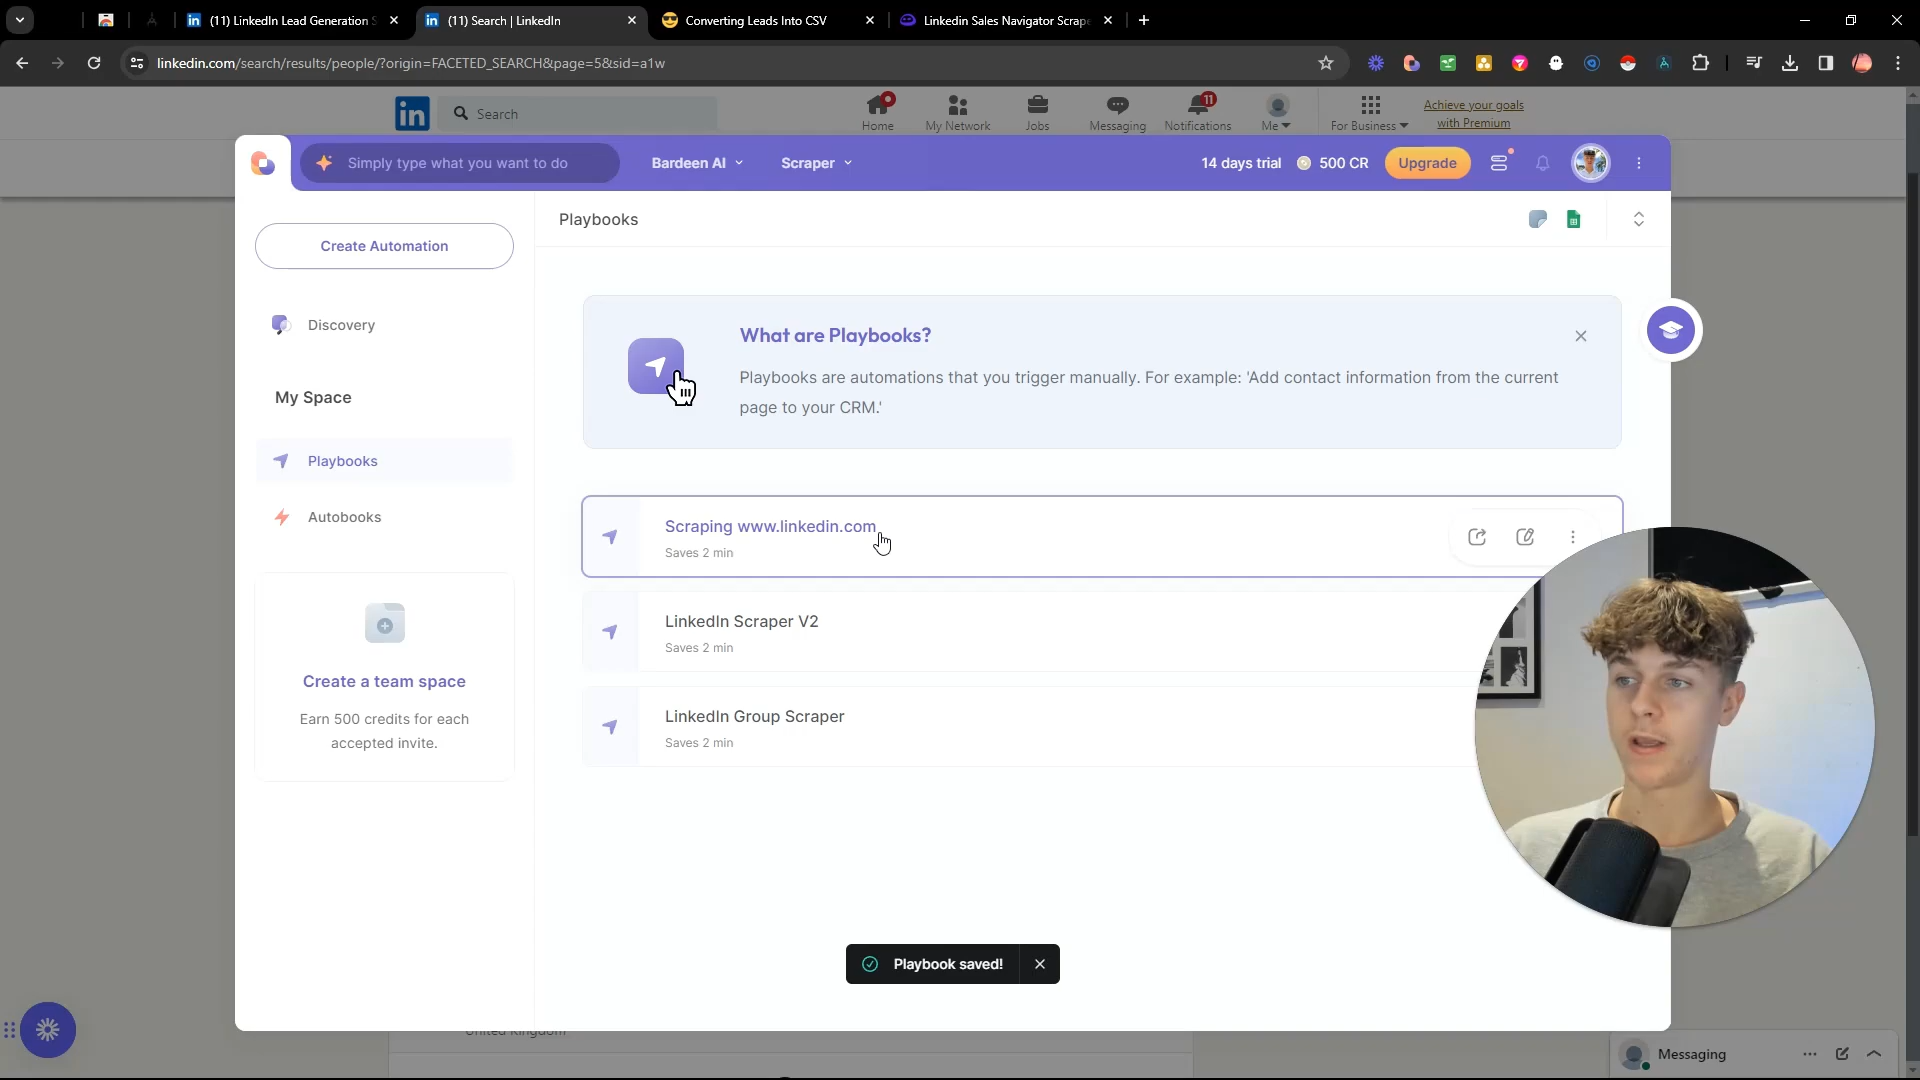 (11) LinkedIn Lead Generation S
(11) Search | LinkedIn
Converting Leads Into CSV
Linkedin Sales Navigator Scrape
linkedin.com/search/results/people/?origin=FACETED_SEARCH&page=5&sid=a1w
in
Search
Home
My Network
Jobs
Messaging
11
Notifications
Me
For Business
Achieve your goals
with Premium
Simply type what you want to do
Bardeen AI
Scraper
14 days trial
500 CR
Upgrade
Create Automation
Discovery
My Space
Playbooks
Autobooks
Create a team space
Earn 500 credits for each
accepted invite.
Playbooks
What are Playbooks?
Playbooks are automations that you trigger manually. For example: 'Add contact information from the current
page to your CRM.'
Scraping www.linkedin.com
Saves 2 min
LinkedIn Scraper V2
Saves 2 min
LinkedIn Group Scraper
Saves 2 min
Playbook saved!
United Kingdom
Messaging